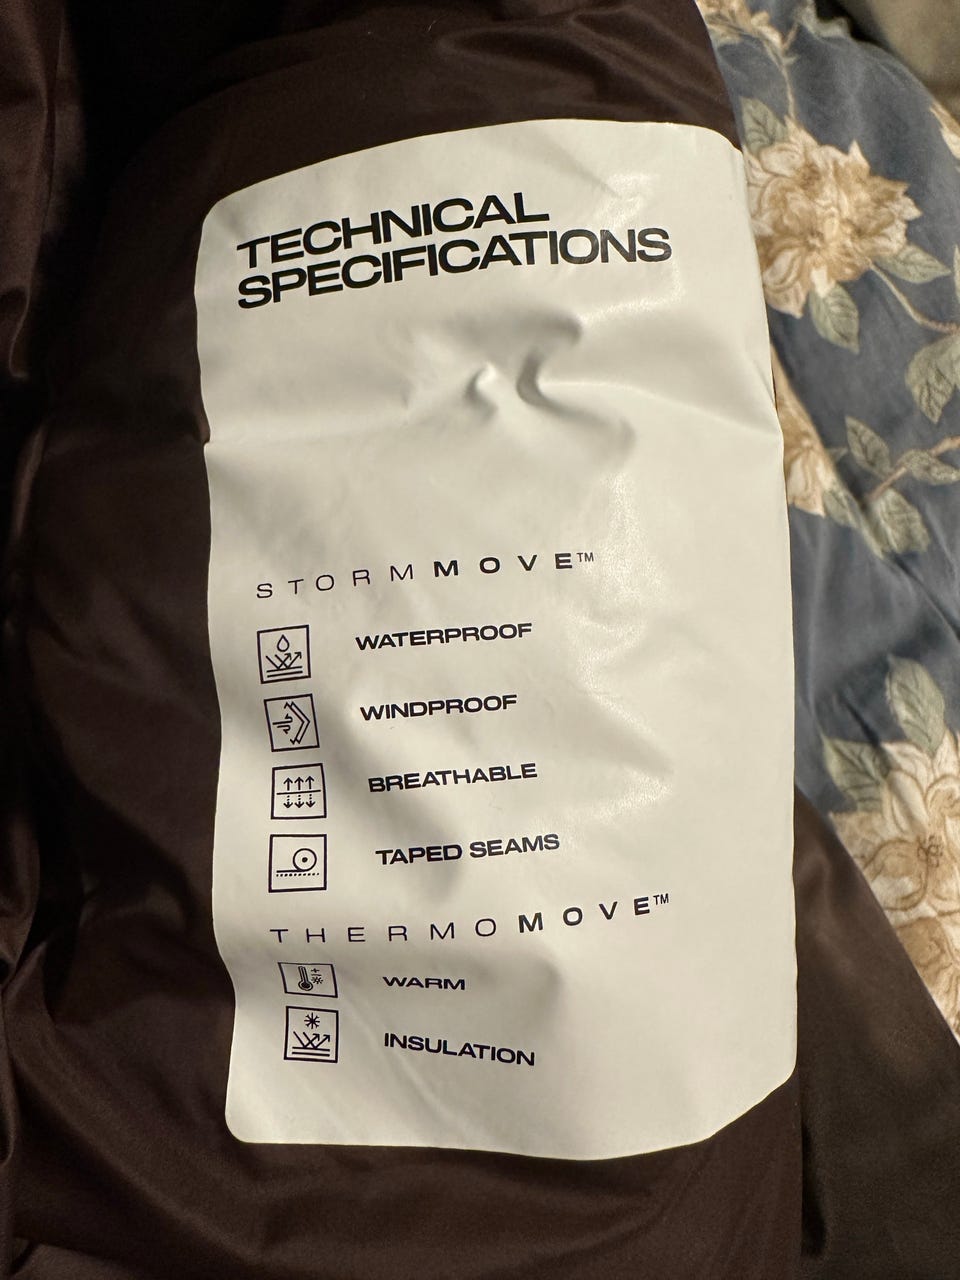 TECHNICAL
SPECIFICATIONS
STORMMOVE™
WATERPROOF
WINDPROOF
BREATHABLE
TAPED SEAMS
THERMOMOVE™
WARM
INSULATION